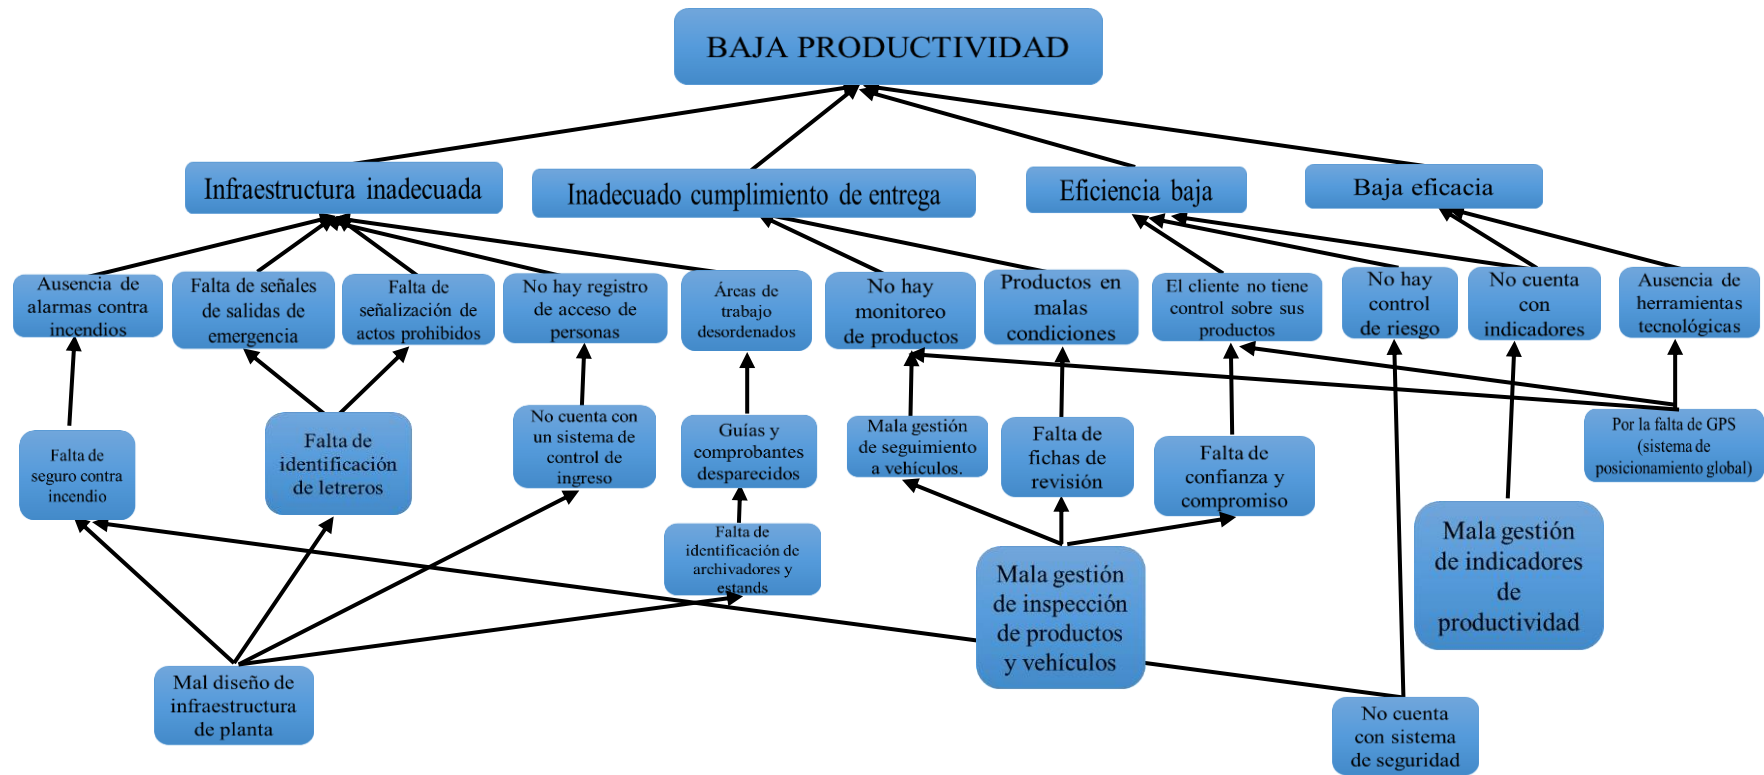 BAJA PRODUCTIVIDAD
Infraestructura inadecuada
Inadecuado cumplimiento de entrega
Eficiencia baja
Baja eficacia
Ausencia de
alarmas contra
incendios
Falta de señales
de salidas de
emergencia
Falta de
señalización de
actos prohibidos
No hay registro
de acceso de
personas
Áreas de
trabajo
desordenados
No hay
monitoreo
de productos
Productos en
malas
condiciones
El cliente no tiene
control sobre sus
productos
No hay
control
de riesgo
No cuenta
con
indicadores
Ausencia de
herramientas
tecnológicas
Falta de
seguro contra
incendio
Falta de
identificación
de letreros
No cuenta con
un sistema de
control de
ingreso
Guías y
comprobantes
desparecidos
Mala gestión
de seguimiento
a vehículos.
Falta de
fichas de
revisión
Falta de
confianza y
compromiso
Por la falta de GPS
(sistema de
posicionamiento global)
Falta de
identificación de
archivadores y
estands
Mala gestión
de inspección
de productos
y vehículos
Mala gestión
de indicadores
de
productividad
Mal diseño de
infraestructura
de planta
No cuenta
con sistema
de seguridad